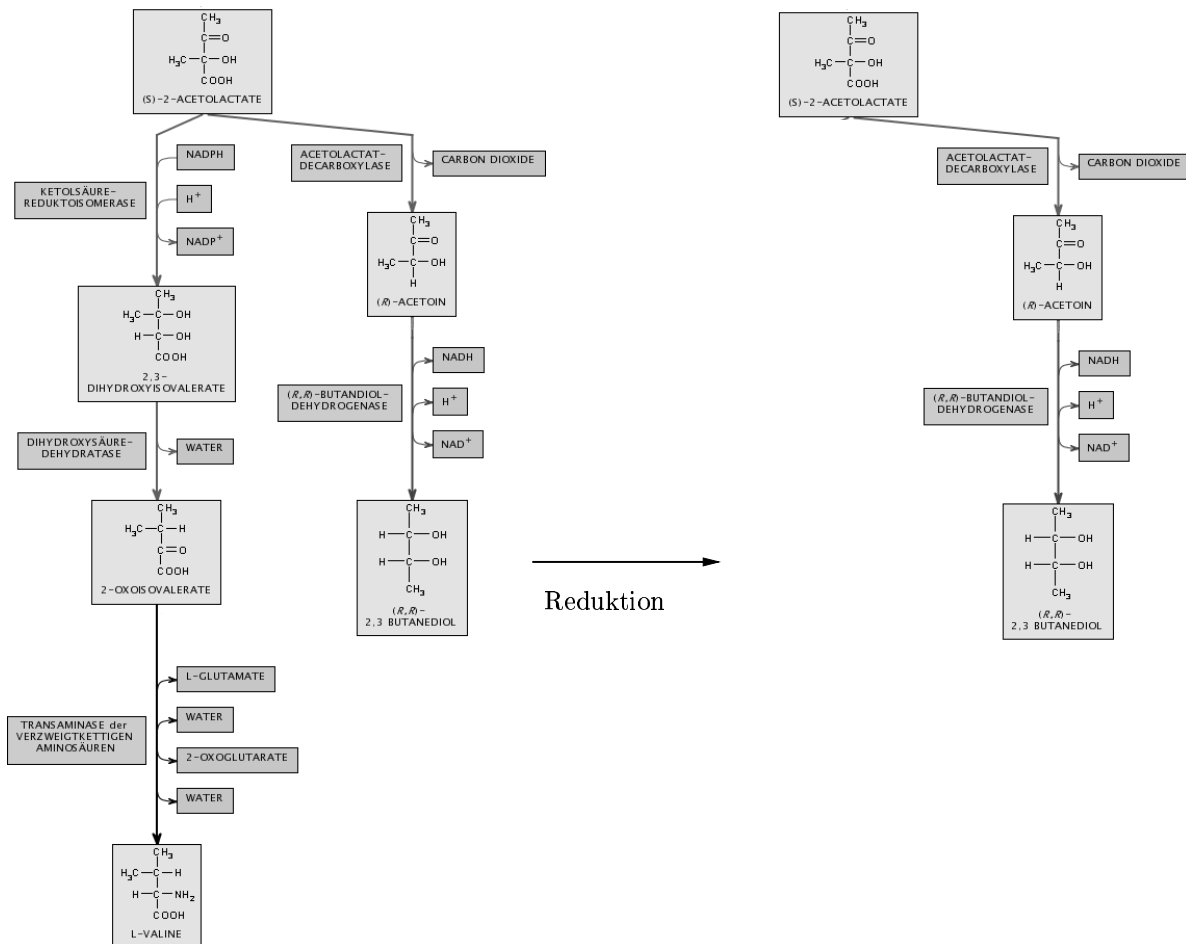 CH3
C=O
H3C-C-OH
COOH
(S)-2-ACETOLACTATE
NADPH
KETOLSÄURE-
REDUKTOISOMERASE
H+
NADP+
CH3
H3C-C-OH
H-C-OH
COOH
2,3-
DIHYDROXYISOVALERATE
DIHYDROXYSÄURE-
DEHYDRATASE
WATER
CH3
H3C-C-H
C=O
COOH
2-OXOISOVALERATE
L-GLUTAMATE
WATER
TRANSAMINASE der
VERZWEIGTKETTIGEN
AMINOSÄUREN
2-OXOGLUTARATE
WATER
CH3
H3C-C-H
H-C-NH2
COOH
L-VALINE
ACETOLACTAT-
DECARBOXYLASE
CARBON DIOXIDE
CH3
C=O
H3C-C-OH
H
(R)-ACETOIN
NADH
(R,R)-BUTANDIOL-
DEHYDROGENASE
H+
NAD+
CH3
H-C-OH
H-C-OH
CH3
(R,R)-
2,3 BUTANEDIOL
Reduktion
CH3
C=O
H3C-C-OH
COOH
(S)-2-ACETOLACTATE
ACETOLACTAT-
DECARBOXYLASE
CARBON DIOXIDE
CH3
C=O
H3C-C-OH
H
(R)-ACETOIN
NADH
(R,R)-BUTANDIOL-
DEHYDROGENASE
H+
NAD+
CH3
H-C-OH
H-C-OH
CH3
(R,R)-
2,3 BUTANEDIOL